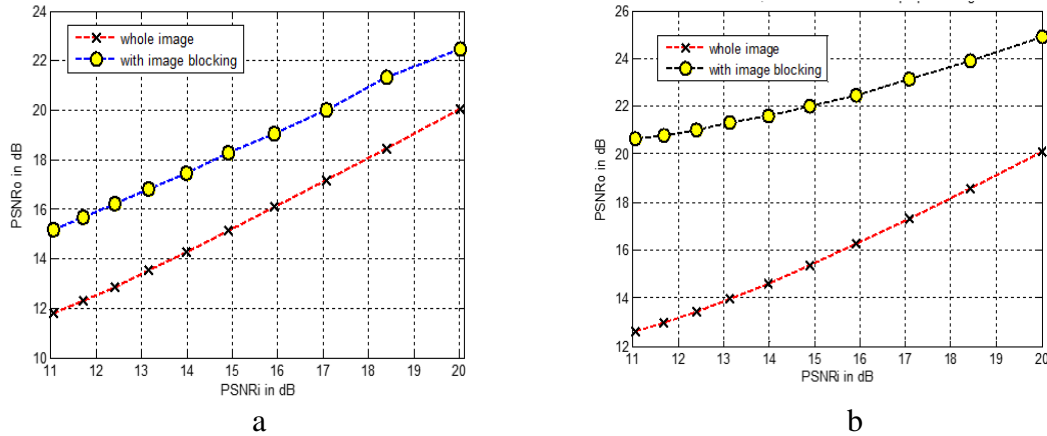 24
22
20
18
16
14
12
10
PSNRo in dB
whole image
with image blocking
11 12 13 14 15 16 17 18 19 20
PSNRi in dB
a
26
24
22
20
18
16
14
12
PSNRo in dB
whole image
with image blocking
11 12 13 14 15 16 17 18 19 20
PSNRi in dB
b